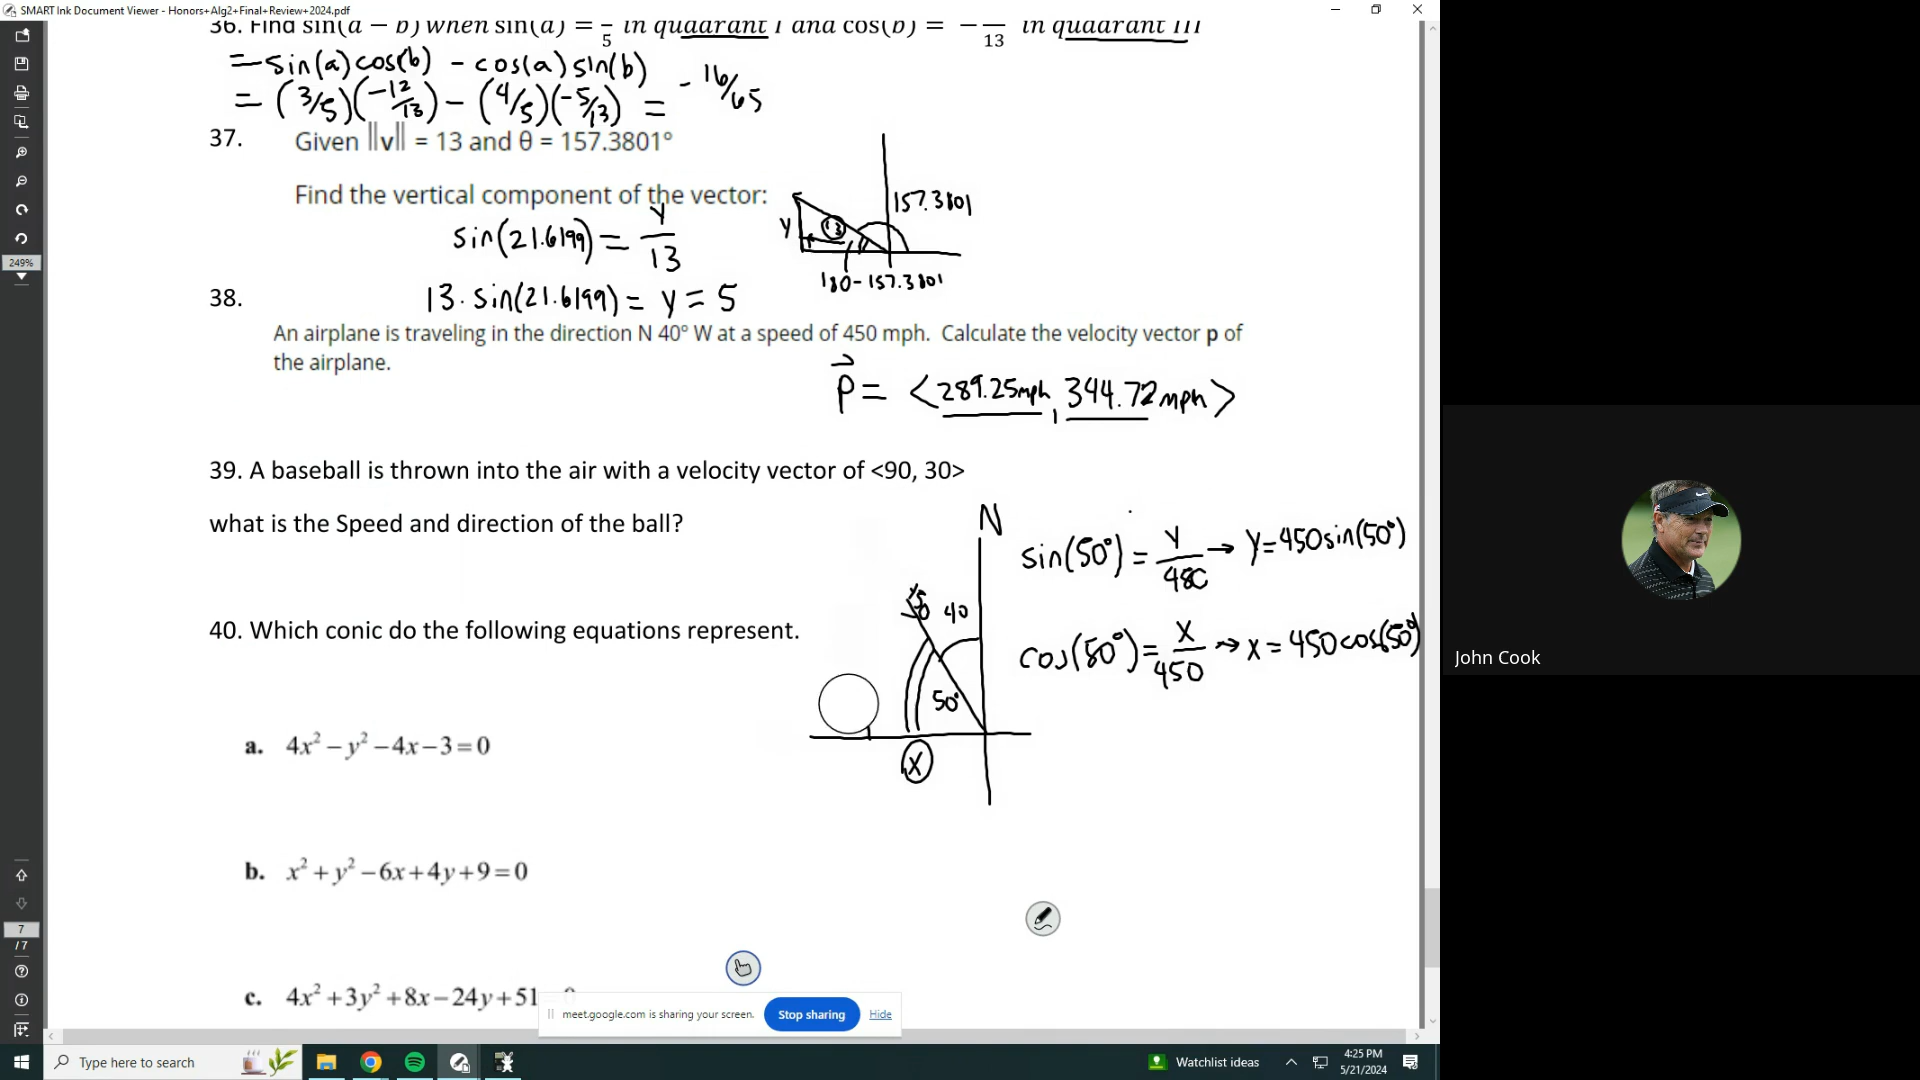 SMART Ink Document Viewer - Honors+Alg2+Final+Review+2024.pdf
36. Find sin(a − b) when sin(a) = /5 in quadrant I and cos(b) = − /13 in quadrant III
= sin(a)cos(b) - cos(a)sin(b)
= (3/5)(-12/13) - (4/5)(-5/13) = -16/65
37. Given ||v|| = 13 and θ = 157.3801°
Find the vertical component of the vector:
157.3801
y
13
180-157.3801
sin(21.6199) = y/13
13·sin(21.6199) = y = 5
38.
An airplane is traveling in the direction N 40° W at a speed of 450 mph. Calculate the velocity vector p of
the airplane.
P = <289.25mph, 344.72mph>
39. A baseball is thrown into the air with a velocity vector of <90, 30>
what is the Speed and direction of the ball?
N
40
50°
X
sin(50°) = y/450 → y=450sin(50°)
cos(50°) = x/450 → x = 450cos(50°)
40. Which conic do the following equations represent.
a. 4x² − y² − 4x − 3 = 0
b. x² + y² − 6x + 4y + 9 = 0
c. 4x² + 3y² + 8x − 24y + 51 = 0
249%
7
/ 7
meet.google.com is sharing your screen.
Stop sharing
Hide
John Cook
Type here to search
Watchlist ideas
4:25 PM
5/21/2024